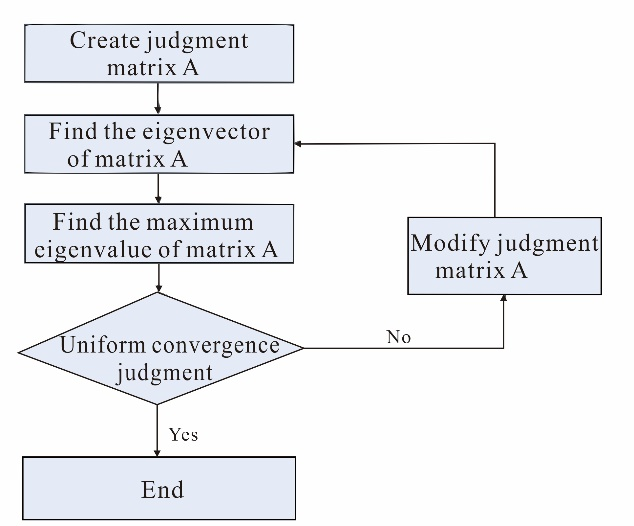 Create judgment
matrix A
Find the eigenvector
of matrix A
Find the maximum
eigenvalue of matrix A
Modify judgment
matrix A
Uniform convergence
judgment
No
Yes
End